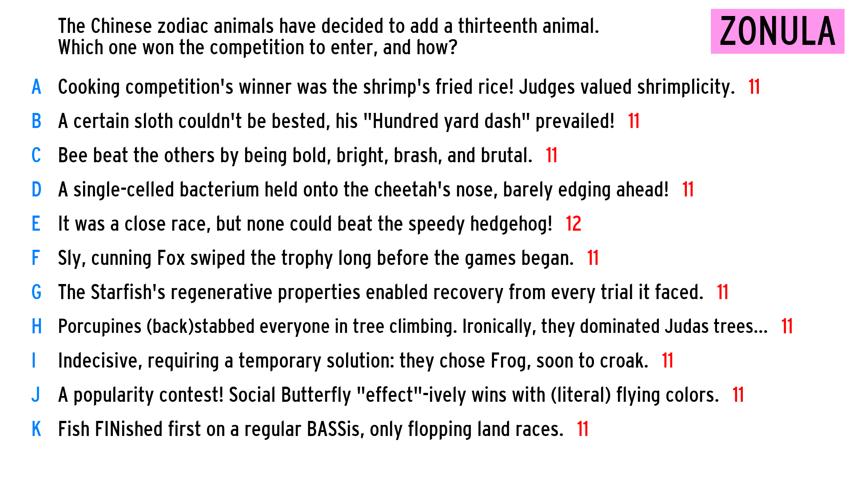 The Chinese zodiac animals have decided to add a thirteenth animal.
Which one won the competition to enter, and how?
ZONULA
A Cooking competition's winner was the shrimp's fried rice! Judges valued shrimplicity. 11
B A certain sloth couldn't be bested, his "Hundred yard dash" prevailed! 11
C Bee beat the others by being bold, bright, brash, and brutal. 11
D A single-celled bacterium held onto the cheetah's nose, barely edging ahead! 11
E It was a close race, but none could beat the speedy hedgehog! 12
F Sly, cunning Fox swiped the trophy long before the games began. 11
G The Starfish's regenerative properties enabled recovery from every trial it faced. 11
H Porcupines (back)stabbed everyone in tree climbing. Ironically, they dominated Judas trees... 11
I Indecisive, requiring a temporary solution: they chose Frog, soon to croak. 11
J A popularity contest! Social Butterfly "effect"-ively wins with (literal) flying colors. 11
K Fish FINished first on a regular BASSis, only flopping land races. 11